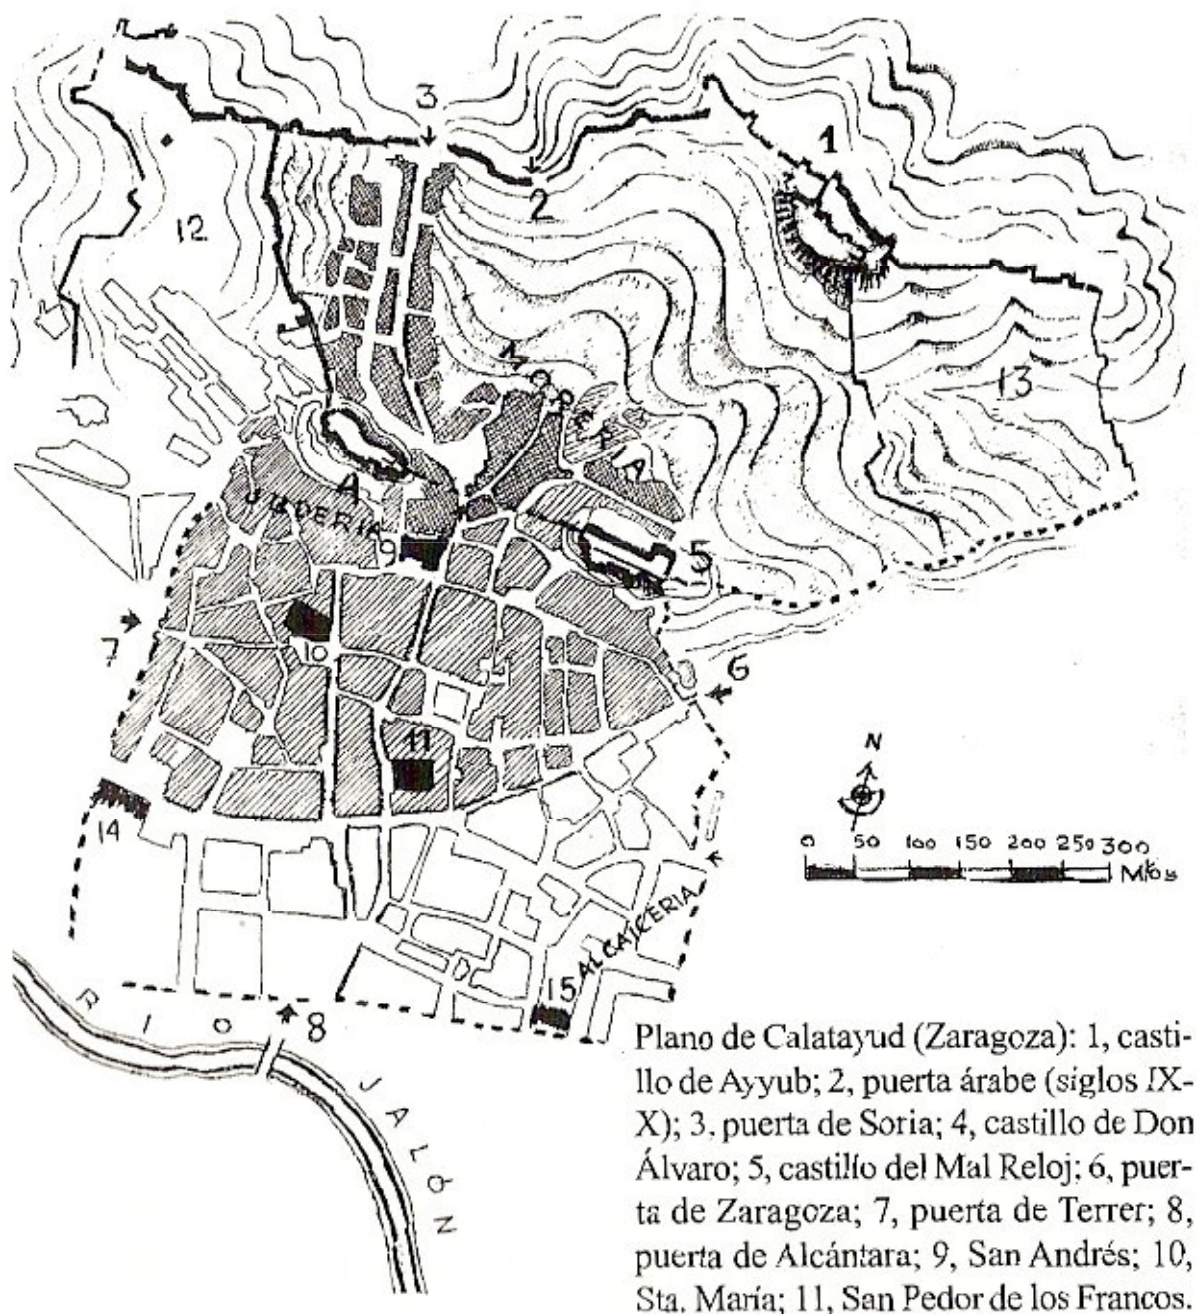 3
1
2
12
13
MORERIA
A
JUDERIA
9
5
7
10
6
11
N
0 50 100 150 200 250 300
Mtos
14
ALCAICERIA
15
RIO JALÓN
8
Plano de Calatayud (Zaragoza): 1, casti-
llo de Ayyub; 2, puerta árabe (siglos IX-
X); 3, puerta de Soria; 4, castillo de Don
Álvaro; 5, castillo del Mal Reloj; 6, puer-
ta de Zaragoza; 7, puerta de Terrer; 8,
puerta de Alcántara; 9, San Andrés; 10,
Sta. María; 11, San Pedor de los Francos.